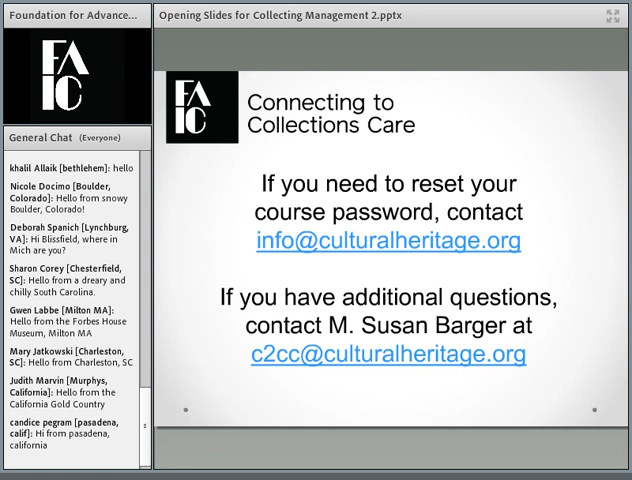 Foundation for Advance...
Opening Slides for Collecting Management 2.pptx
FAIC
General Chat (Everyone)
khalil Allaik [bethlehem]: hello
Nicole Docimo [Boulder,
Colorado]: Hello from snowy
Boulder, Colorado!
Deborah Spanich [Lynchburg,
VA]: Hi Blissfield, where in
Mich are you?
Sharon Corey [Chesterfield,
SC]: Hello from a dreary and
chilly South Carolina.
Gwen Labbe [Milton MA]:
Hello from the Forbes House
Museum, Milton MA
Mary Jatkowski [Charleston,
SC]: Hello from Charleston, SC
Judith Marvin [Murphys,
California]: Hello from the
California Gold Country
candice pegram [pasadena,
calif]: Hi from pasadena,
california
FAIC
Connecting to
Collections Care
If you need to reset your
course password, contact
info@culturalheritage.org
If you have additional questions,
contact M. Susan Barger at
c2cc@culturalheritage.org